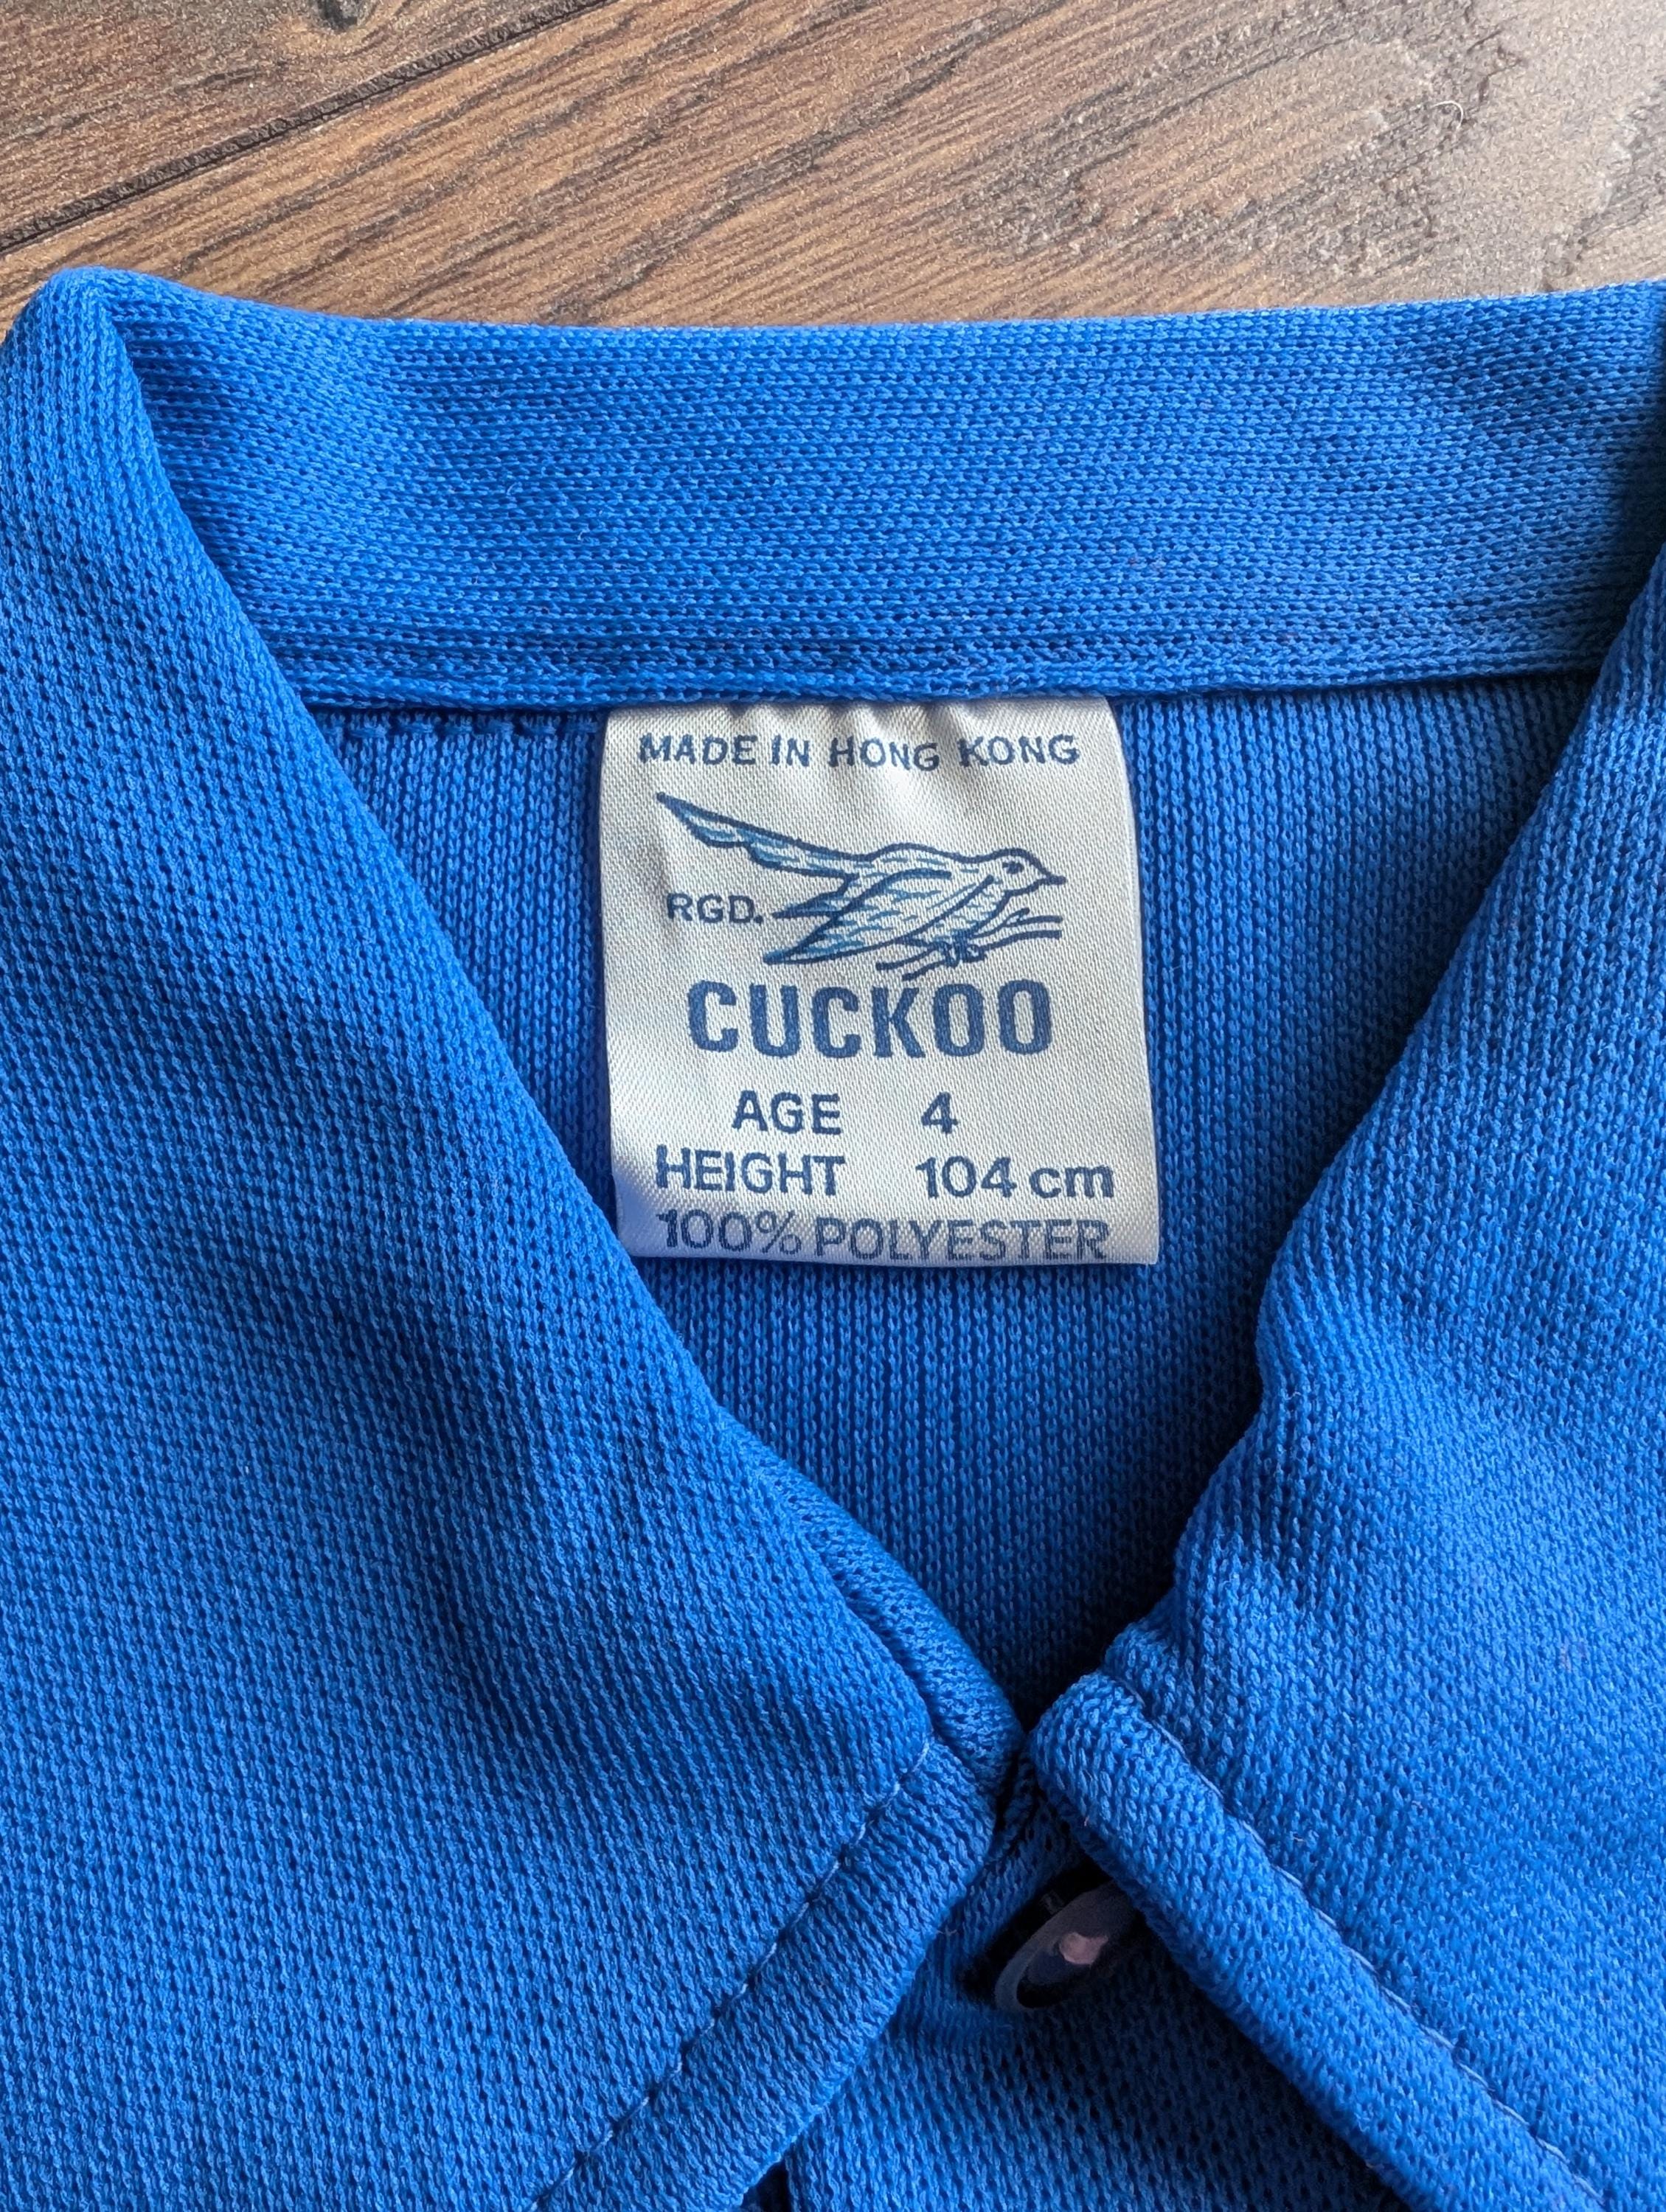 MADE IN HONG KONG
RGD.
CUCKOO
AGE 4
HEIGHT 104 cm
100% POLYESTER